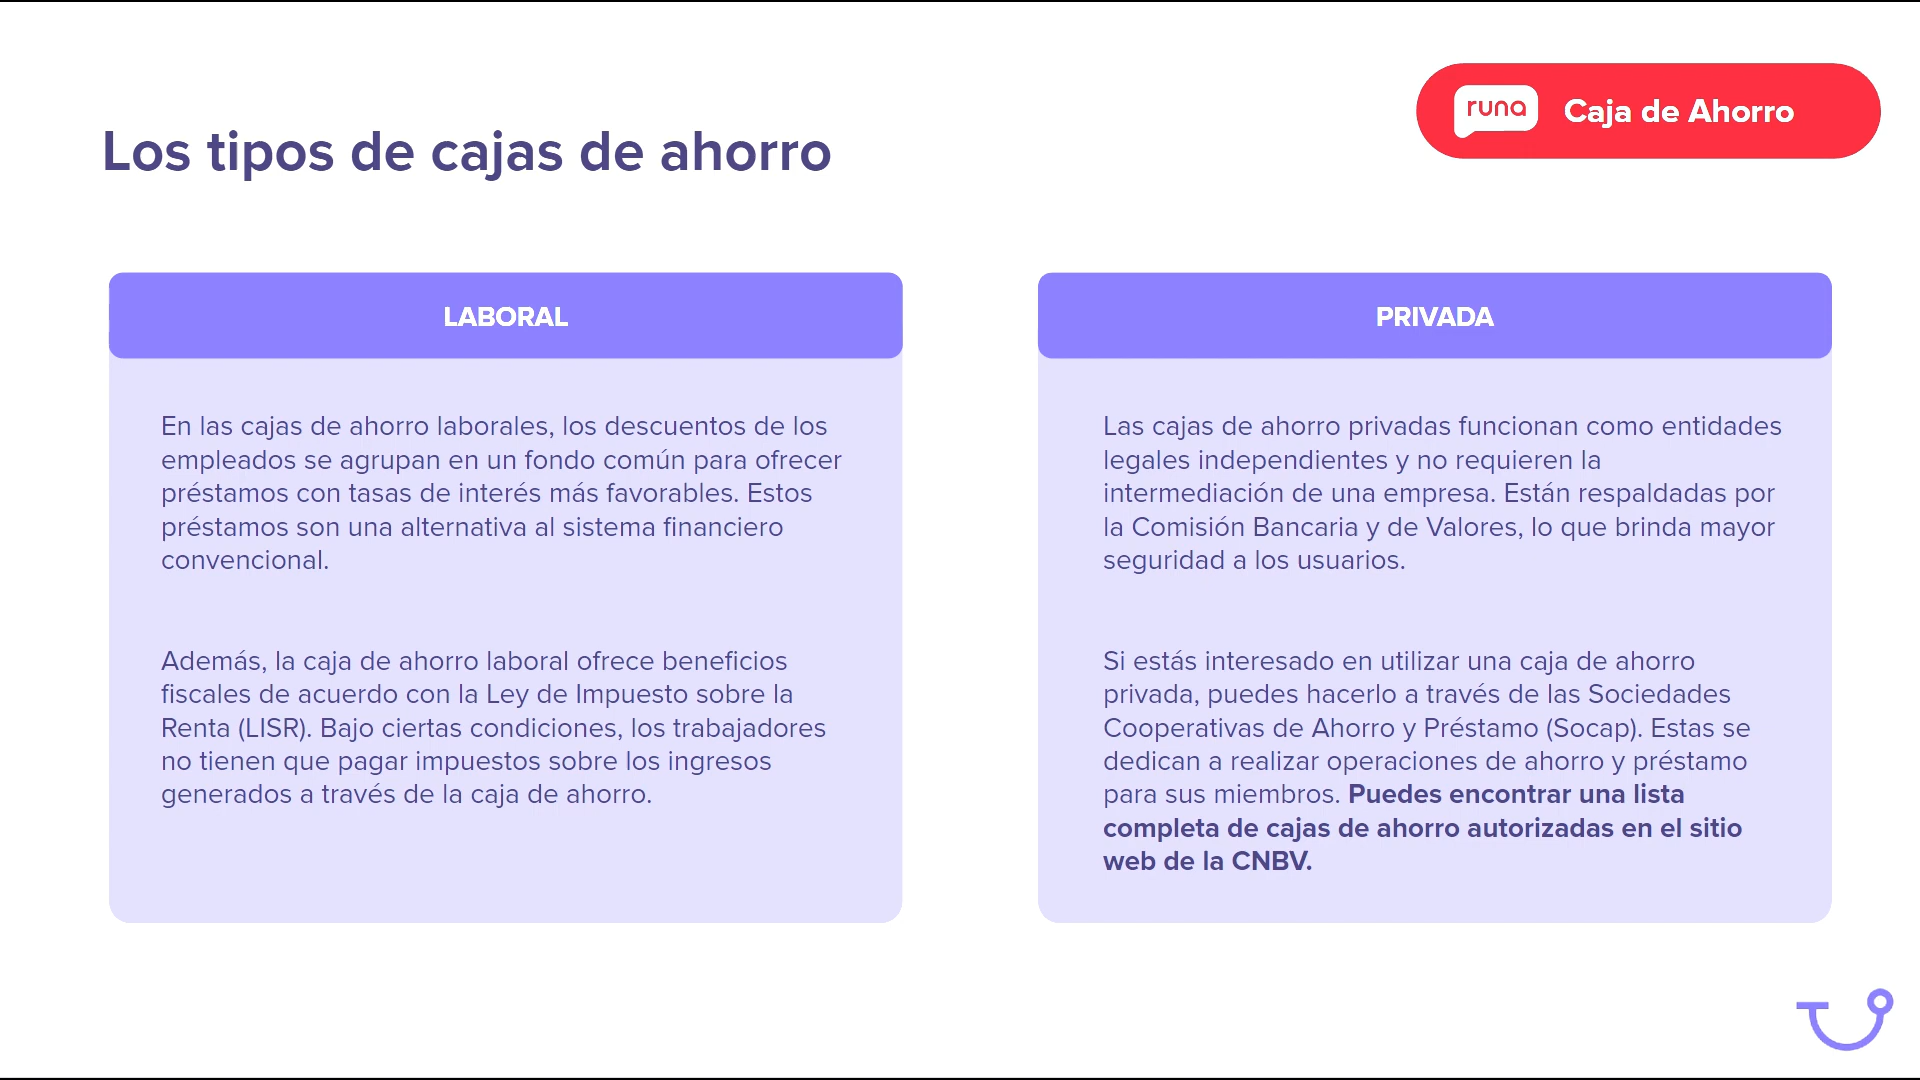 runa Caja de Ahorro
Los tipos de cajas de ahorro
LABORAL
En las cajas de ahorro laborales, los descuentos de los
empleados se agrupan en un fondo común para ofrecer
préstamos con tasas de interés más favorables. Estos
préstamos son una alternativa al sistema financiero
convencional.
Además, la caja de ahorro laboral ofrece beneficios
fiscales de acuerdo con la Ley de Impuesto sobre la
Renta (LISR). Bajo ciertas condiciones, los trabajadores
no tienen que pagar impuestos sobre los ingresos
generados a través de la caja de ahorro.
PRIVADA
Las cajas de ahorro privadas funcionan como entidades
legales independientes y no requieren la
intermediación de una empresa. Están respaldadas por
la Comisión Bancaria y de Valores, lo que brinda mayor
seguridad a los usuarios.
Si estás interesado en utilizar una caja de ahorro
privada, puedes hacerlo a través de las Sociedades
Cooperativas de Ahorro y Préstamo (Socap). Estas se
dedican a realizar operaciones de ahorro y préstamo
para sus miembros. Puedes encontrar una lista
completa de cajas de ahorro autorizadas en el sitio
web de la CNBV.